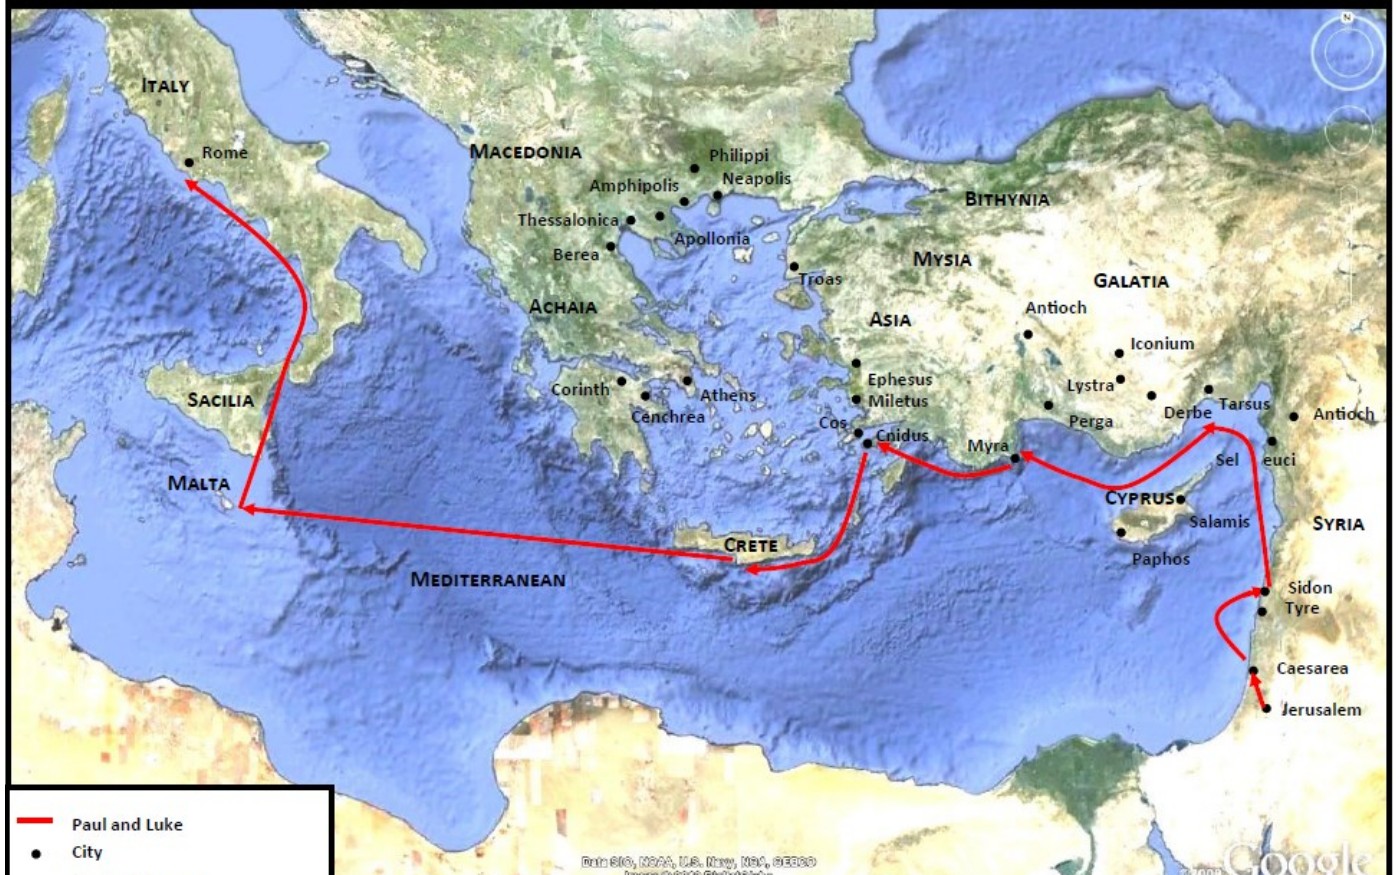 N
ITALY
Rome
MACEDONIA
Philippi
Neapolis
Amphipolis
Thessalonica
Apollonia
Berea
BITHYNIA
MYSIA
Troas
GALATIA
ACHAIA
ASIA
Antioch
Iconium
Ephesus
Lystra
Corinth
Athens
Miletus
SACILIA
Cenchrea
Perga
Derbe
Tarsus
Antioch
Cos
Cnidus
Myra
Sel euci
MALTA
CYPRUS
Salamis
SYRIA
CRETE
Paphos
MEDITERRANEAN
Sidon
Tyre
Caesarea
Jerusalem
Paul and Luke
City
Data SIO, NOAA, U.S. Navy, NGA, GEBCO
Google